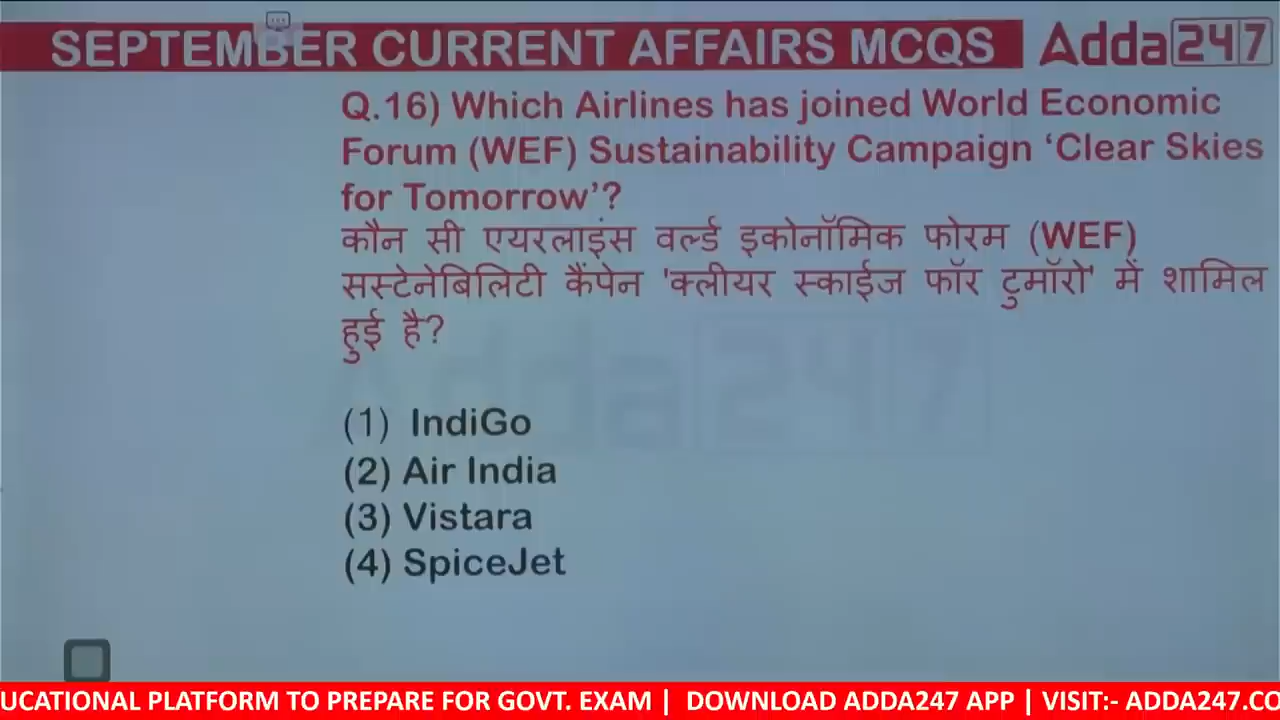 SEPTEMBER CURRENT AFFAIRS MCQS
Adda247
Q.16) Which Airlines has joined World Economic
Forum (WEF) Sustainability Campaign ‘Clear Skies
for Tomorrow’?
कौन सी एयरलाइंस वर्ल्ड इकोनॉमिक फोरम (WEF)
सस्टेनेबिलिटी कैंपेन 'क्लीयर स्काईज फॉर टुमॉरो' में शामिल
हुई है?
Adda247
(1) IndiGo
(2) Air India
(3) Vistara
(4) SpiceJet
UCATIONAL PLATFORM TO PREPARE FOR GOVT. EXAM | DOWNLOAD ADDA247 APP | VISIT:- ADDA247.CO